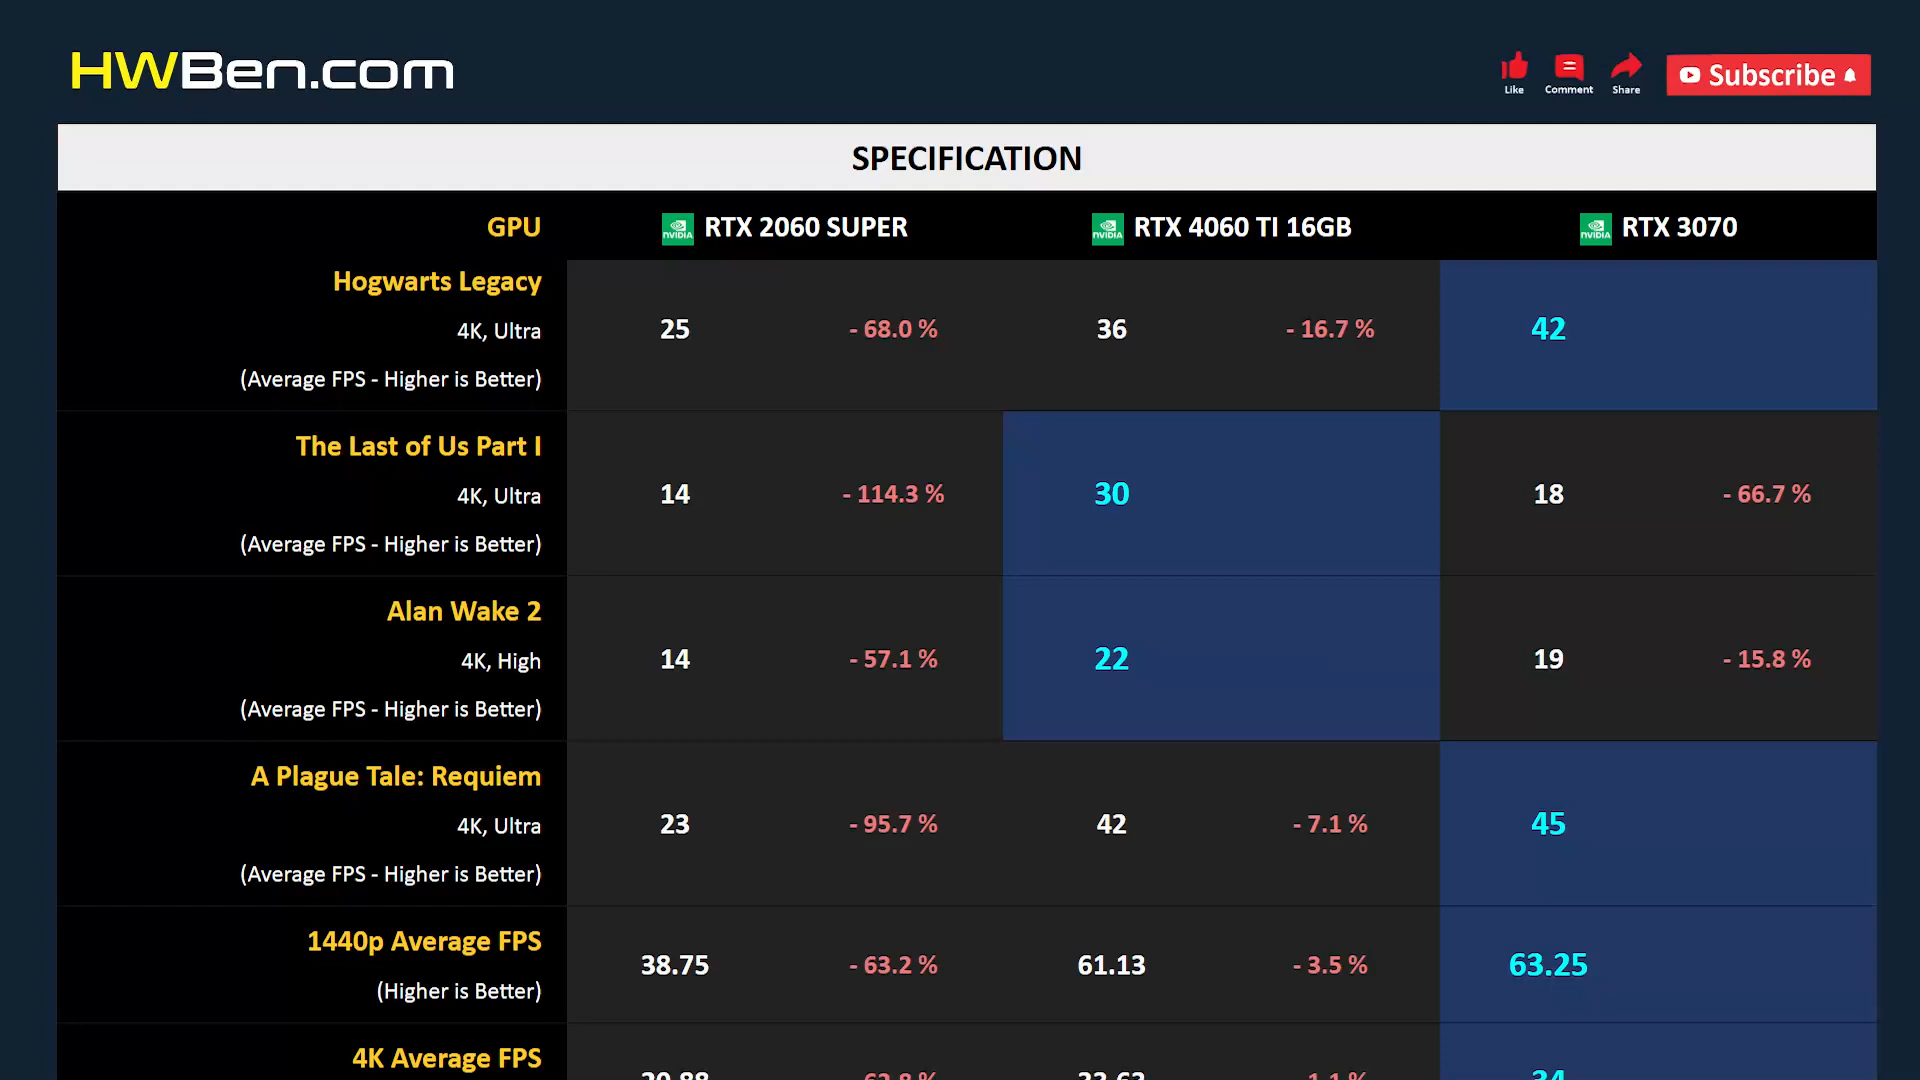 HWBen.com
Like
Comment
Share
Subscribe
SPECIFICATION
GPU
NVIDIA RTX 2060 SUPER
NVIDIA RTX 4060 TI 16GB
NVIDIA RTX 3070
Hogwarts Legacy
4K, Ultra
(Average FPS - Higher is Better)
25 - 68.0 % 36 - 16.7 % 42
The Last of Us Part I
4K, Ultra
(Average FPS - Higher is Better)
14 - 114.3 % 30 18 - 66.7 %
Alan Wake 2
4K, High
(Average FPS - Higher is Better)
14 - 57.1 % 22 19 - 15.8 %
A Plague Tale: Requiem
4K, Ultra
(Average FPS - Higher is Better)
23 - 95.7 % 42 - 7.1 % 45
1440p Average FPS
(Higher is Better)
38.75 - 63.2 % 61.13 - 3.5 % 63.25
4K Average FPS